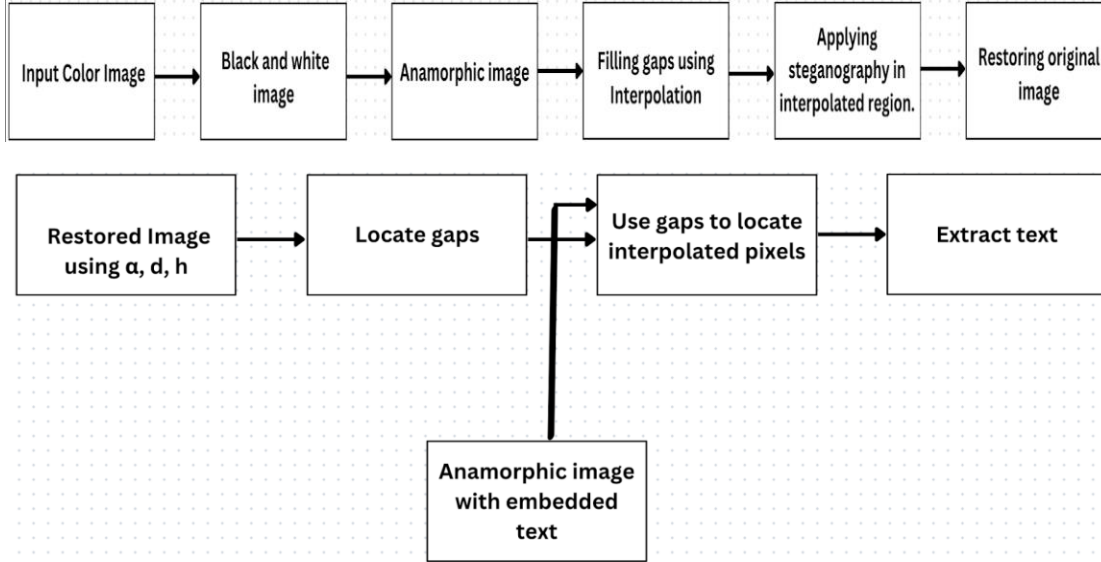 Input Color Image
Black and white
image
Anamorphic image
Filling gaps using
Interpolation
Applying
steganography in
interpolated region.
Restoring original
image
Restored Image
using α, d, h
Locate gaps
Use gaps to locate
interpolated pixels
Extract text
Anamorphic image
with embedded
text